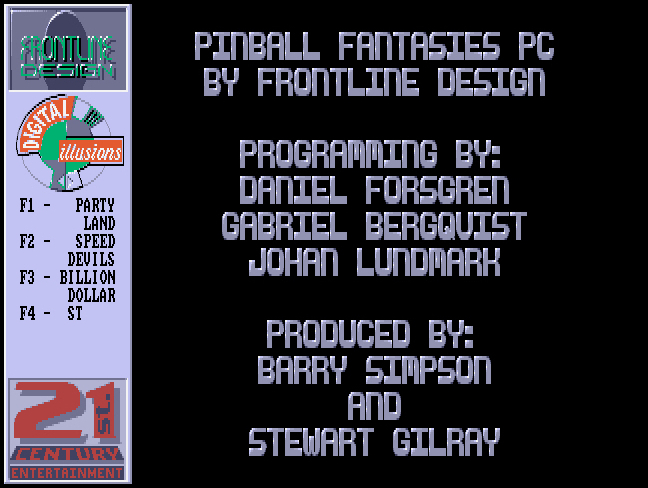 FRONTLINE
DESIGN
DIGITAL
illusions
F1 - PARTY
LAND
F2 - SPEED
DEVILS
F3 - BILLION
DOLLAR
F4 - ST
21st.
CENTURY
ENTERTAINMENT
PINBALL FANTASIES PC
BY FRONTLINE DESIGN
PROGRAMMING BY:
DANIEL FORSGREN
GABRIEL BERGQVIST
JOHAN LUNDMARK
PRODUCED BY:
BARRY SIMPSON
AND
STEWART GILRAY